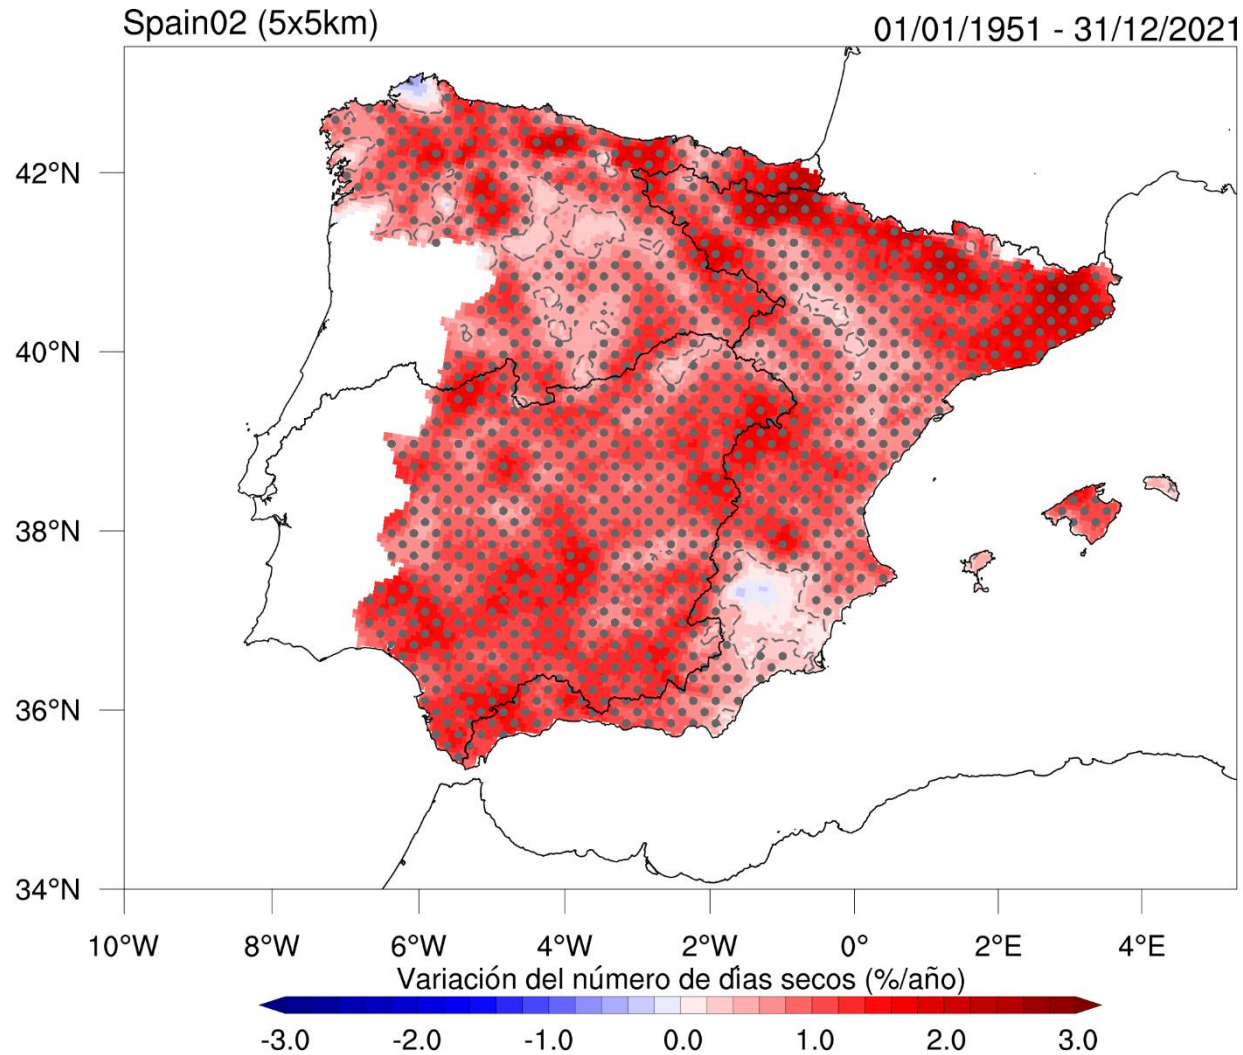 Spain02 (5x5km)
01/01/1951 - 31/12/2021
42°N
40°N
38°N
36°N
34°N
10°W 8°W 6°W 4°W 2°W 0° 2°E 4°E
Variación del número de dìas secos (%/año)
-3.0 -2.0 -1.0 0.0 1.0 2.0 3.0